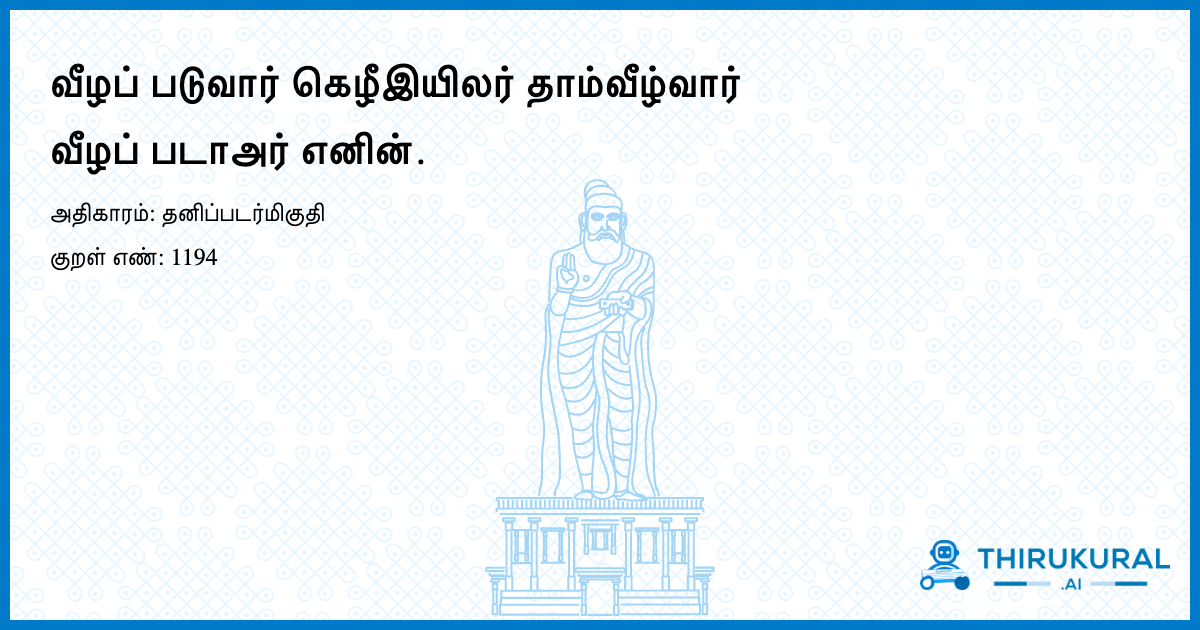 வீழப் படுவார் கெழீஇயிலர் தாம்வீழ்வார்
வீழப் படாஅர் எனின்.
அதிகாரம்: தனிப்படர்மிகுதி
குறள் எண்: 1194
THIRUKURAL
.AI